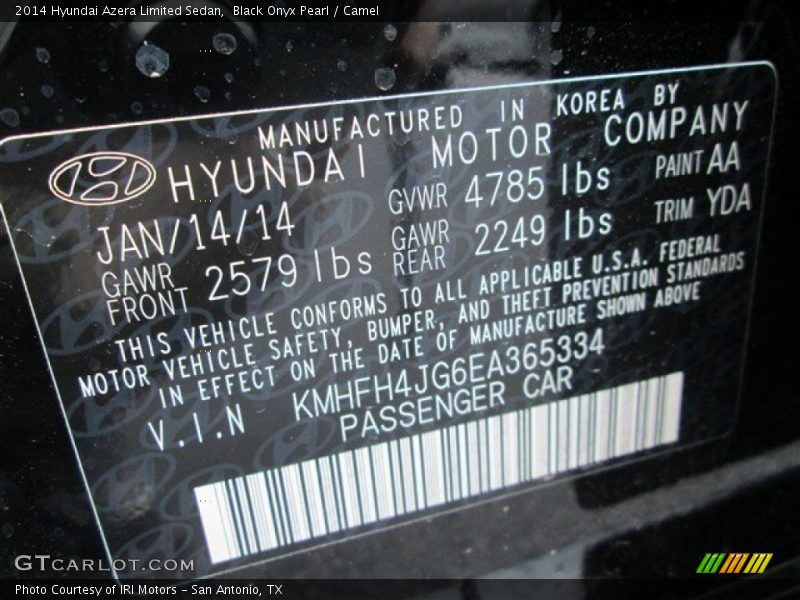 2014 Hyundai Azera Limited Sedan, Black Onyx Pearl / Camel
MANUFACTURED IN KOREA BY
HYUNDAI MOTOR COMPANY
JAN/14/14 GVWR 4785 lbs PAINT AA
GAWR FRONT 2579 lbs GAWR REAR 2249 lbs TRIM YDA
THIS VEHICLE CONFORMS TO ALL APPLICABLE U.S.A. FEDERAL
MOTOR VEHICLE SAFETY, BUMPER, AND THEFT PREVENTION STANDARDS
IN EFFECT ON THE DATE OF MANUFACTURE SHOWN ABOVE
V.I.N KMHFH4JG6EA365334
PASSENGER CAR
GTCARLOT.COM
Photo Courtesy of IRI Motors - San Antonio, TX